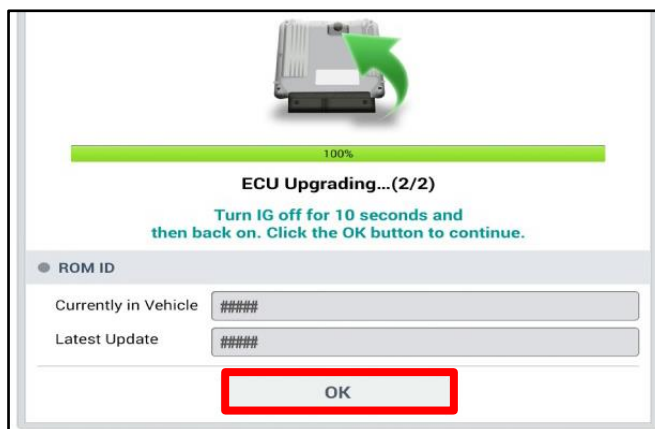 100%
ECU Upgrading...(2/2)
Turn IG off for 10 seconds and
then back on. Click the OK button to continue.
ROM ID
Currently in Vehicle #####
Latest Update #####
OK